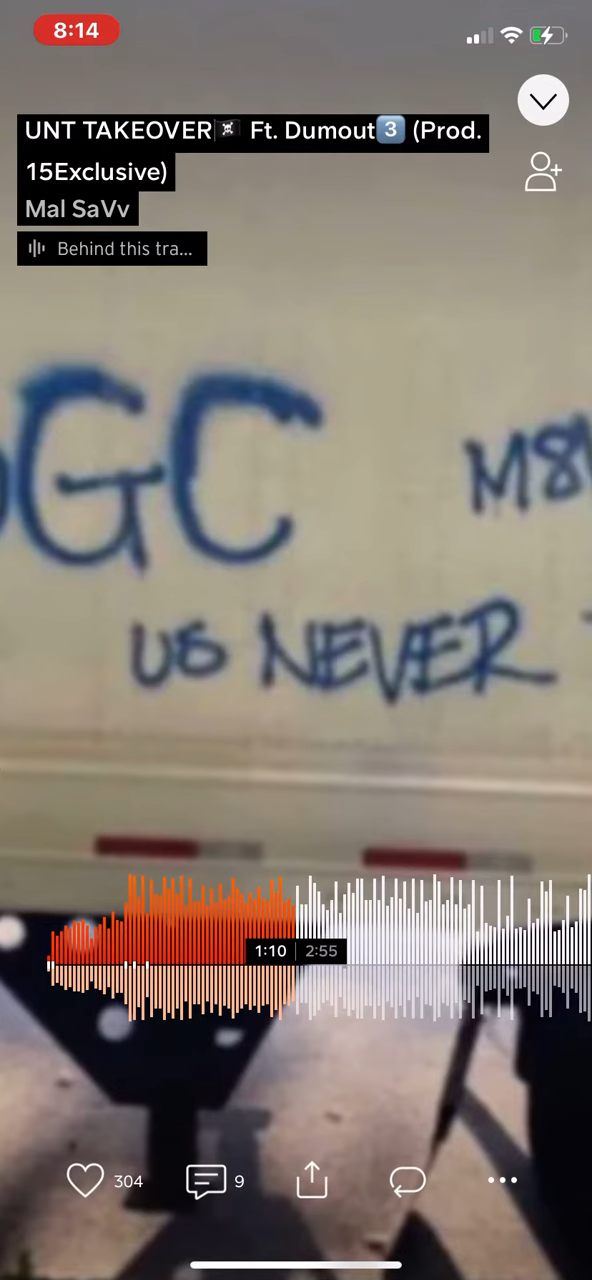 8:14
UNT TAKEOVER🏴‍☠️ Ft. Dumout3️⃣ (Prod.
15Exclusive)
Mal SaVv
Behind this tra...
GC M8
US NEVER
1:10 2:55
304 9